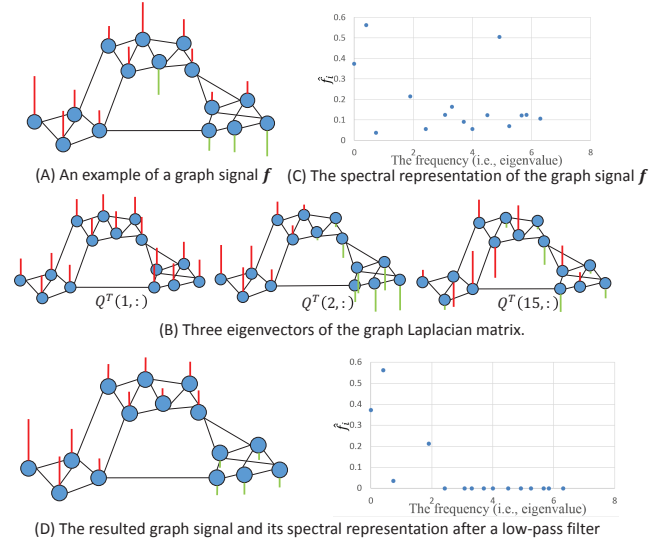 0.6
0.5
0.4
0.3
0.2
0.1
0
0 2 4 6 8
f̂ᵢ
The frequency (i.e., eigenvalue)
(A) An example of a graph signal f
(C) The spectral representation of the graph signal f
Qᵀ(1,:)
Qᵀ(2,:)
Qᵀ(15,:)
(B) Three eigenvectors of the graph Laplacian matrix.
0.6
0.5
0.4
0.3
0.2
0.1
0
0 2 4 6 8
f̂ᵢ
The frequency (i.e., eigenvalue)
(D) The resulted graph signal and its spectral representation after a low-pass filter